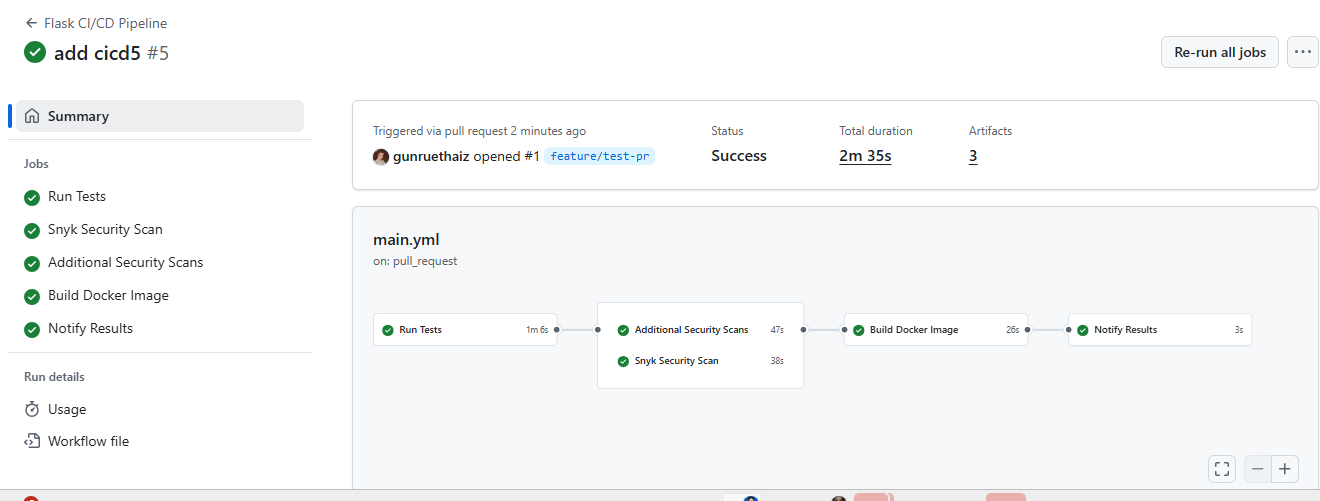 Flask CI/CD Pipeline
add cicd5 #5
Re-run all jobs
Summary
Jobs
Run Tests
Snyk Security Scan
Additional Security Scans
Build Docker Image
Notify Results
Run details
Usage
Workflow file
Triggered via pull request 2 minutes ago
gunruethaiz opened #1 feature/test-pr
Status
Success
Total duration
2m 35s
Artifacts
3
main.yml
on: pull_request
Run Tests 1m 6s
Additional Security Scans 47s
Snyk Security Scan 38s
Build Docker Image 26s
Notify Results 3s